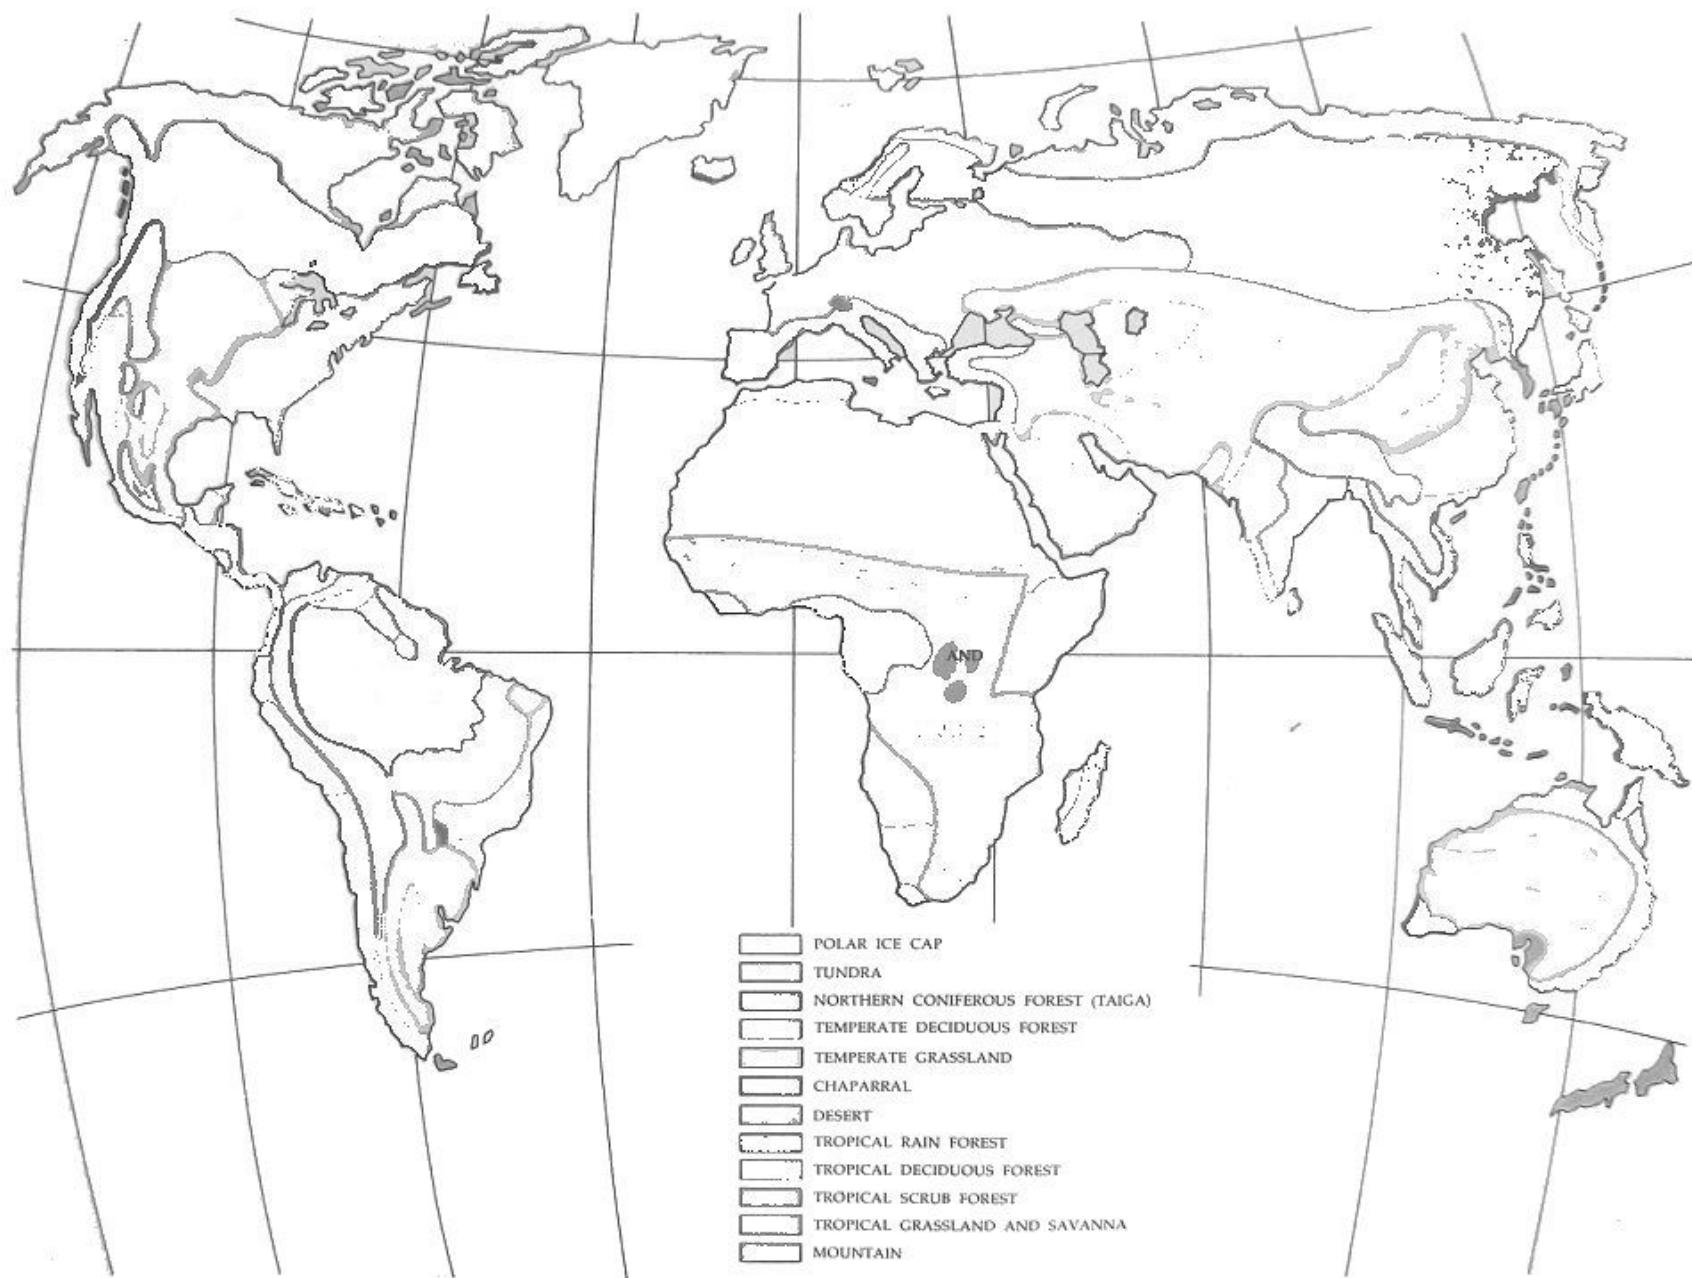 AND
POLAR ICE CAP
TUNDRA
NORTHERN CONIFEROUS FOREST (TAIGA)
TEMPERATE DECIDUOUS FOREST
TEMPERATE GRASSLAND
CHAPARRAL
DESERT
TROPICAL RAIN FOREST
TROPICAL DECIDUOUS FOREST
TROPICAL SCRUB FOREST
TROPICAL GRASSLAND AND SAVANNA
MOUNTAIN